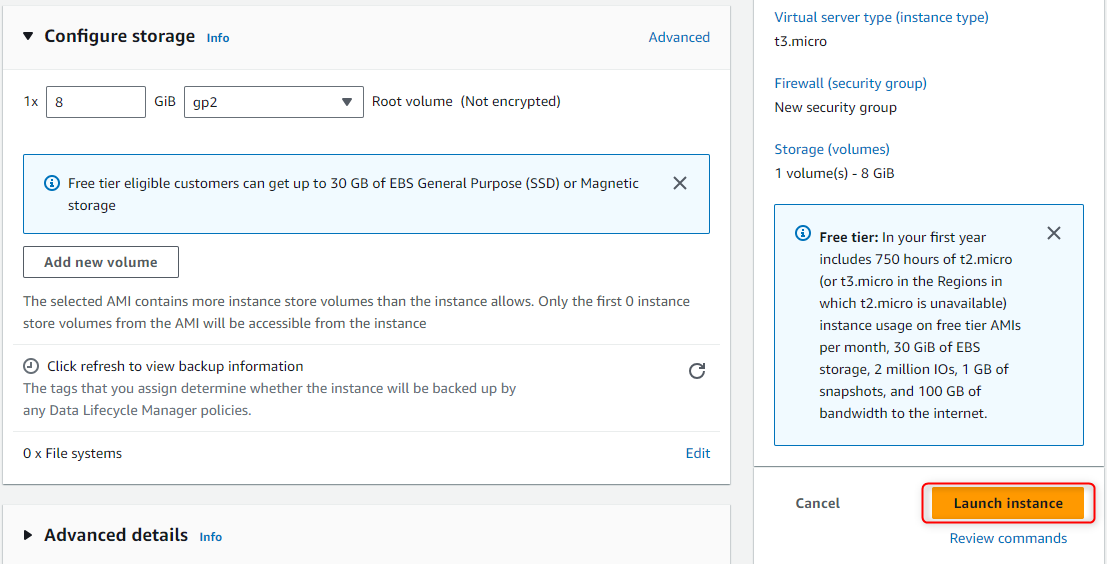 Configure storage Info
Advanced
1x 8 GiB gp2 Root volume (Not encrypted)
Free tier eligible customers can get up to 30 GB of EBS General Purpose (SSD) or Magnetic
storage
Add new volume
The selected AMI contains more instance store volumes than the instance allows. Only the first 0 instance
store volumes from the AMI will be accessible from the instance
Click refresh to view backup information
The tags that you assign determine whether the instance will be backed up by
any Data Lifecycle Manager policies.
0 x File systems
Edit
Advanced details Info
Virtual server type (instance type)
t3.micro
Firewall (security group)
New security group
Storage (volumes)
1 volume(s) - 8 GiB
Free tier: In your first year
includes 750 hours of t2.micro
(or t3.micro in the Regions in
which t2.micro is unavailable)
instance usage on free tier AMIs
per month, 30 GiB of EBS
storage, 2 million IOs, 1 GB of
snapshots, and 100 GB of
bandwidth to the internet.
Cancel
Launch instance
Review commands